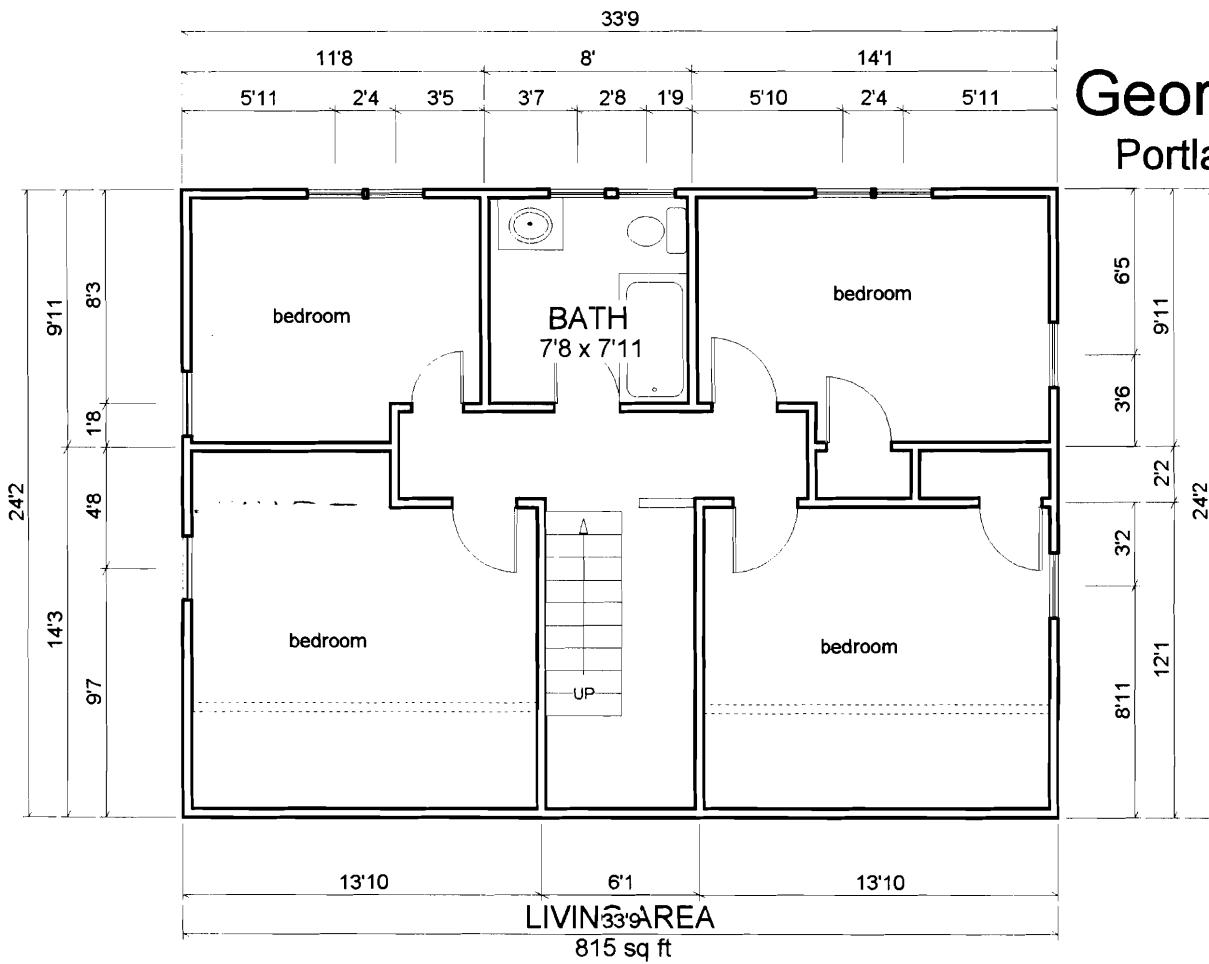 33'9
11'8 8' 14'1
5'11 2'4 3'5 3'7 2'8 1'9 5'10 2'4 5'11
Geor
Portla
bedroom
BATH
7'8 x 7'11
bedroom
24'2
9'11
14'3
8'3
1'8
4'8
9'7
6'5
3'6
3'2
8'11
9'11
2'2
12'1
24'2
bedroom
UP
bedroom
13'10 6'1 13'10
LIVING AREA
33'9
815 sq ft